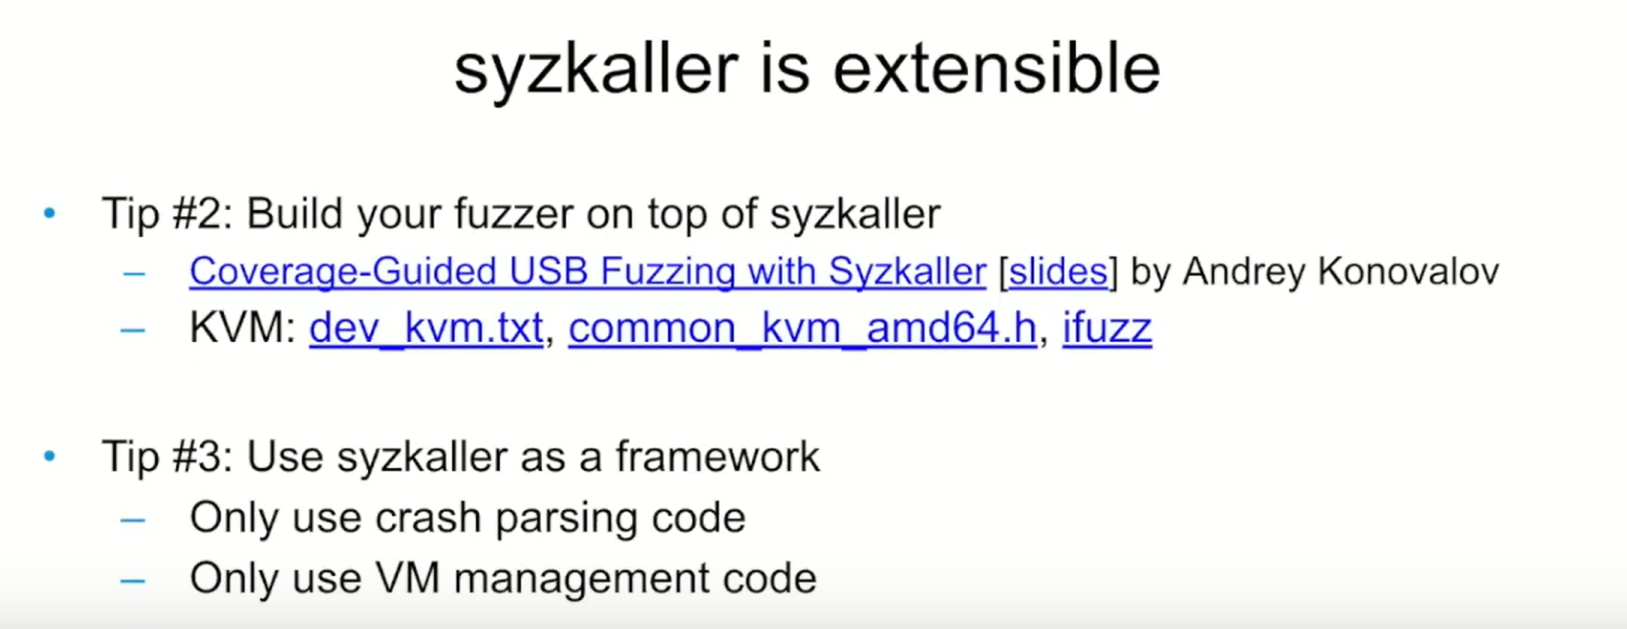 syzkaller is extensible
• Tip #2: Build your fuzzer on top of syzkaller
– Coverage-Guided USB Fuzzing with Syzkaller [slides] by Andrey Konovalov
– KVM: dev_kvm.txt, common_kvm_amd64.h, ifuzz
• Tip #3: Use syzkaller as a framework
– Only use crash parsing code
– Only use VM management code